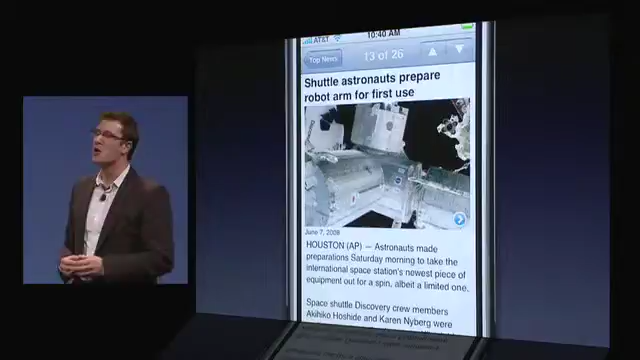 AT&T
10:40 AM
Top News
13 of 26
Shuttle astronauts prepare
robot arm for first use
June 7, 2008
HOUSTON (AP) — Astronauts made
preparations Saturday morning to take the
international space station's newest piece of
equipment out for a spin, albeit a limited one.
Space shuttle Discovery crew members
Akihiko Hoshide and Karen Nyberg were